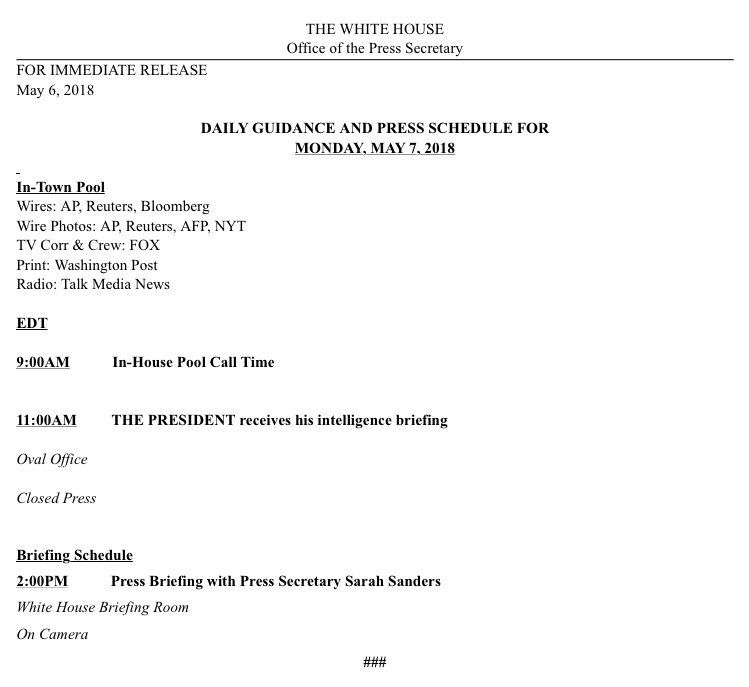 THE WHITE HOUSE
Office of the Press Secretary
FOR IMMEDIATE RELEASE
May 6, 2018
DAILY GUIDANCE AND PRESS SCHEDULE FOR
MONDAY, MAY 7, 2018
In-Town Pool
Wires: AP, Reuters, Bloomberg
Wire Photos: AP, Reuters, AFP, NYT
TV Corr & Crew: FOX
Print: Washington Post
Radio: Talk Media News
EDT
9:00AM In-House Pool Call Time
11:00AM THE PRESIDENT receives his intelligence briefing
Oval Office
Closed Press
Briefing Schedule
2:00PM Press Briefing with Press Secretary Sarah Sanders
White House Briefing Room
On Camera
###